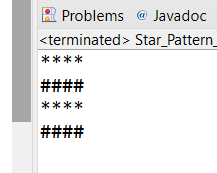 Problems @ Javadoc
<terminated> Star_Pattern_
****
####
****
####